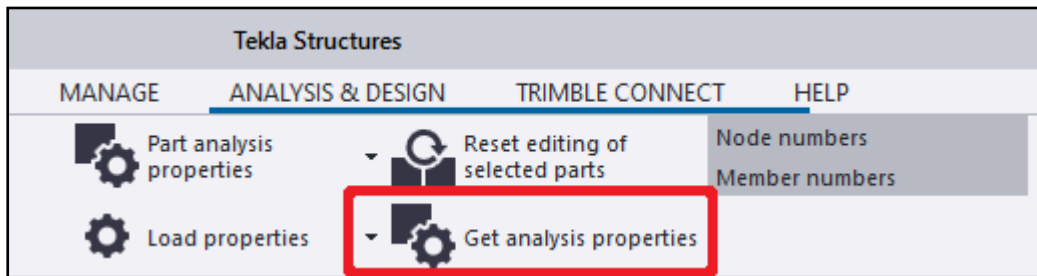 Tekla Structures
MANAGE ANALYSIS & DESIGN TRIMBLE CONNECT HELP
Part analysis
properties
Reset editing of
selected parts
Node numbers
Member numbers
Load properties
Get analysis properties